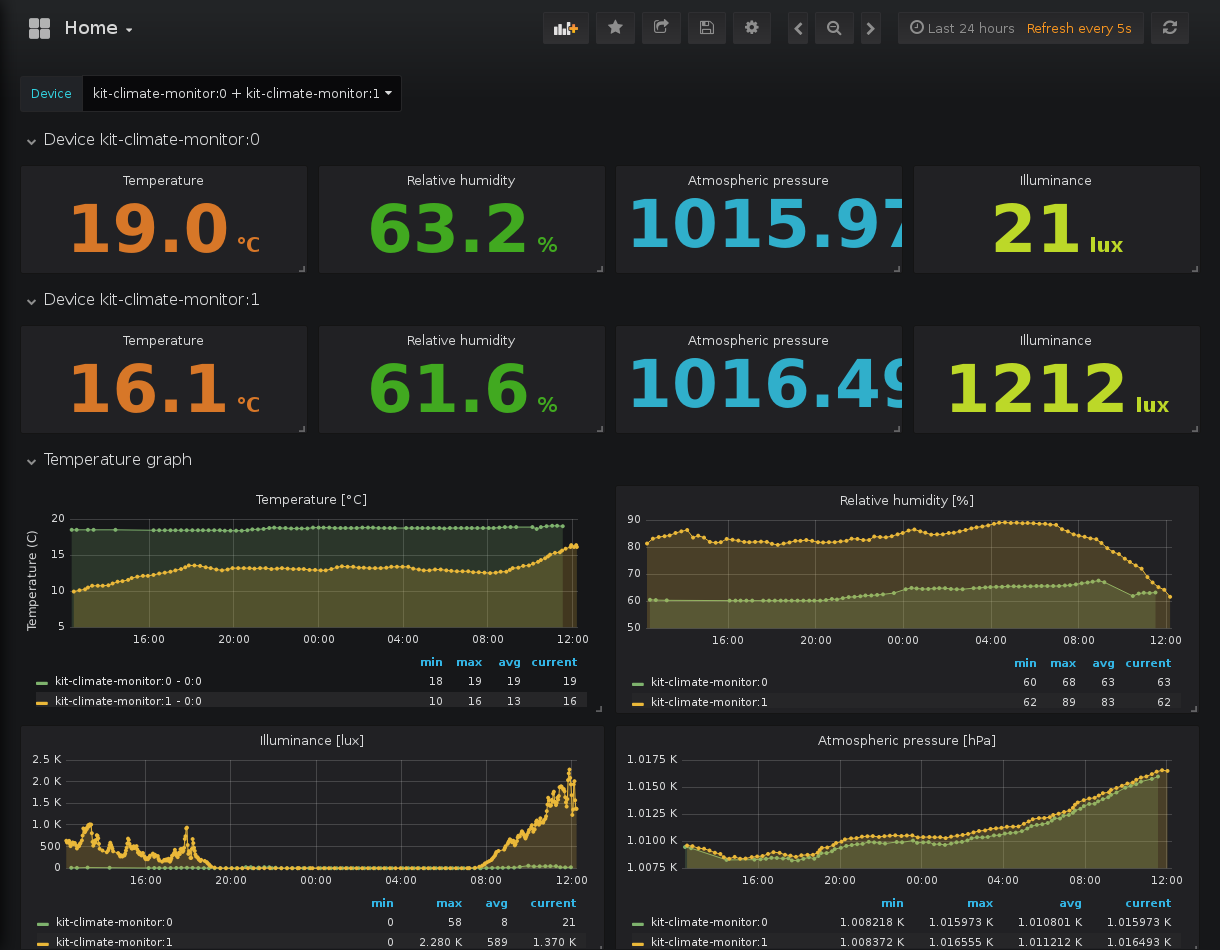 Home
Last 24 hours Refresh every 5s
Device kit-climate-monitor:0 + kit-climate-monitor:1
Device kit-climate-monitor:0
Temperature Relative humidity Atmospheric pressure Illuminance
19.0 °C 63.2 % 1015.97 21 lux
Device kit-climate-monitor:1
Temperature Relative humidity Atmospheric pressure Illuminance
16.1 °C 61.6 % 1016.49 1212 lux
Temperature graph
Temperature [°C]
Temperature (C)
20
15
10
5
16:00 20:00 00:00 04:00 08:00 12:00
min max avg current
kit-climate-monitor:0 - 0:0 18 19 19 19
kit-climate-monitor:1 - 0:0 10 16 13 16
Relative humidity [%]
90
80
70
60
50
16:00 20:00 00:00 04:00 08:00 12:00
min max avg current
kit-climate-monitor:0 60 68 63 63
kit-climate-monitor:1 62 89 83 62
Illuminance [lux]
2.5 K
2.0 K
1.5 K
1.0 K
500
0
16:00 20:00 00:00 04:00 08:00 12:00
min max avg current
kit-climate-monitor:0 0 58 8 21
kit-climate-monitor:1 0 2.280 K 589 1.370 K
Atmospheric pressure [hPa]
1.0175 K
1.0150 K
1.0125 K
1.0100 K
1.0075 K
16:00 20:00 00:00 04:00 08:00 12:00
min max avg current
kit-climate-monitor:0 1.008218 K 1.015973 K 1.010801 K 1.015973 K
kit-climate-monitor:1 1.008372 K 1.016555 K 1.011212 K 1.016493 K